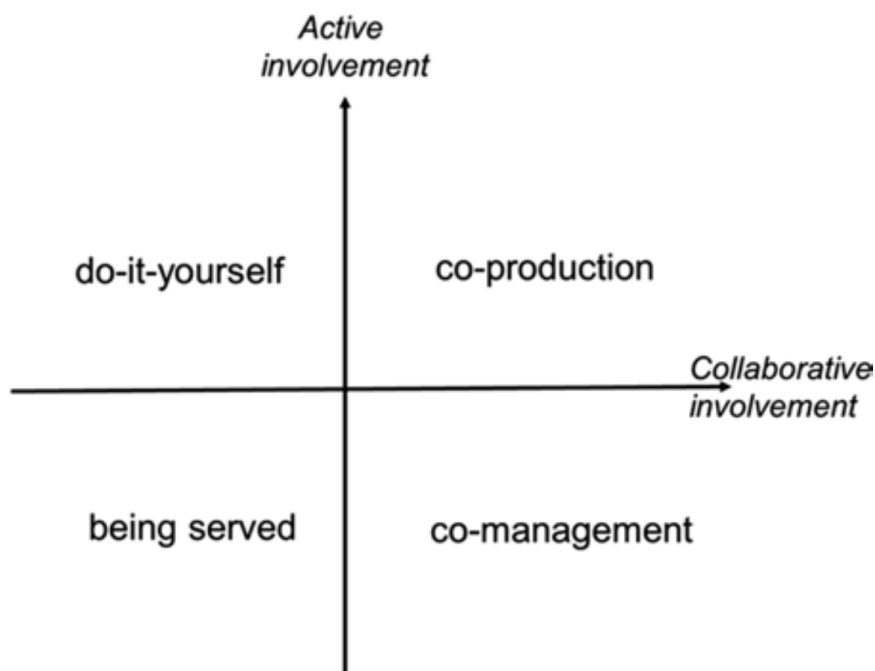 Active
involvement
do-it-yourself
co-production
Collaborative
involvement
being served
co-management